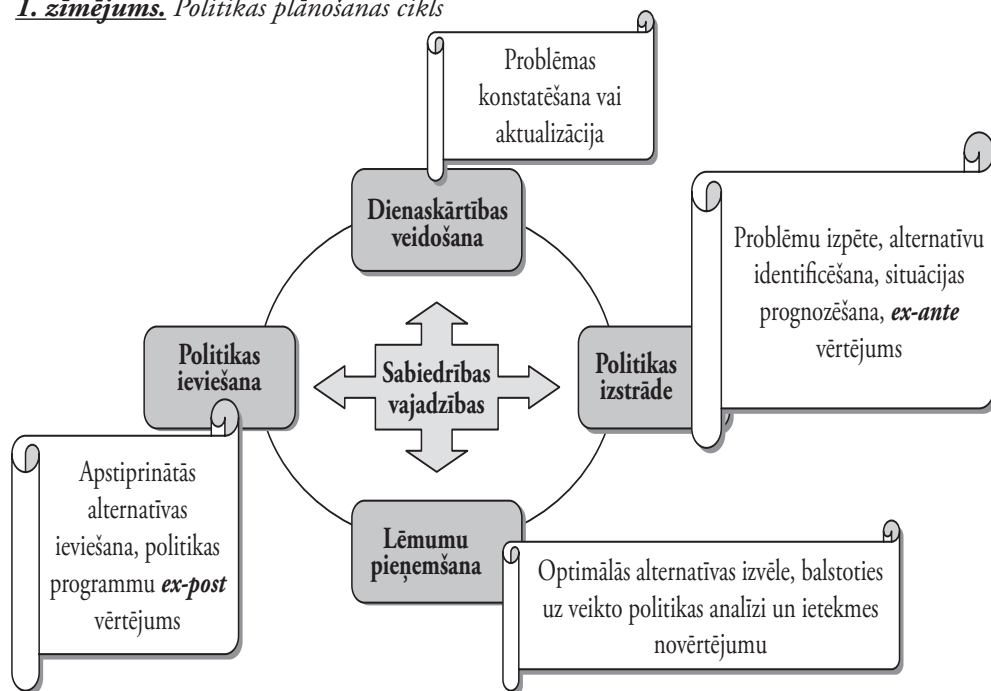 1. zīmējums. Politikas plānošanas cikls
Problēmas
konstatēšana vai
aktualizācija
Dienaskārtības
veidošana
Problēmu izpēte, alternatīvu
identificēšana, situācijas
prognozēšana, ex-ante
vērtējums
Politikas
izstrāde
Sabiedrības
vajadzības
Politikas
ieviešana
Apstiprinātās
alternatīvas
ieviešana, politikas
programmu ex-post
vērtējums
Lēmumu
pieņemšana
Optimālās alternatīvas izvēle, balstoties
uz veikto politikas analīzi un ietekmes
novērtējumu